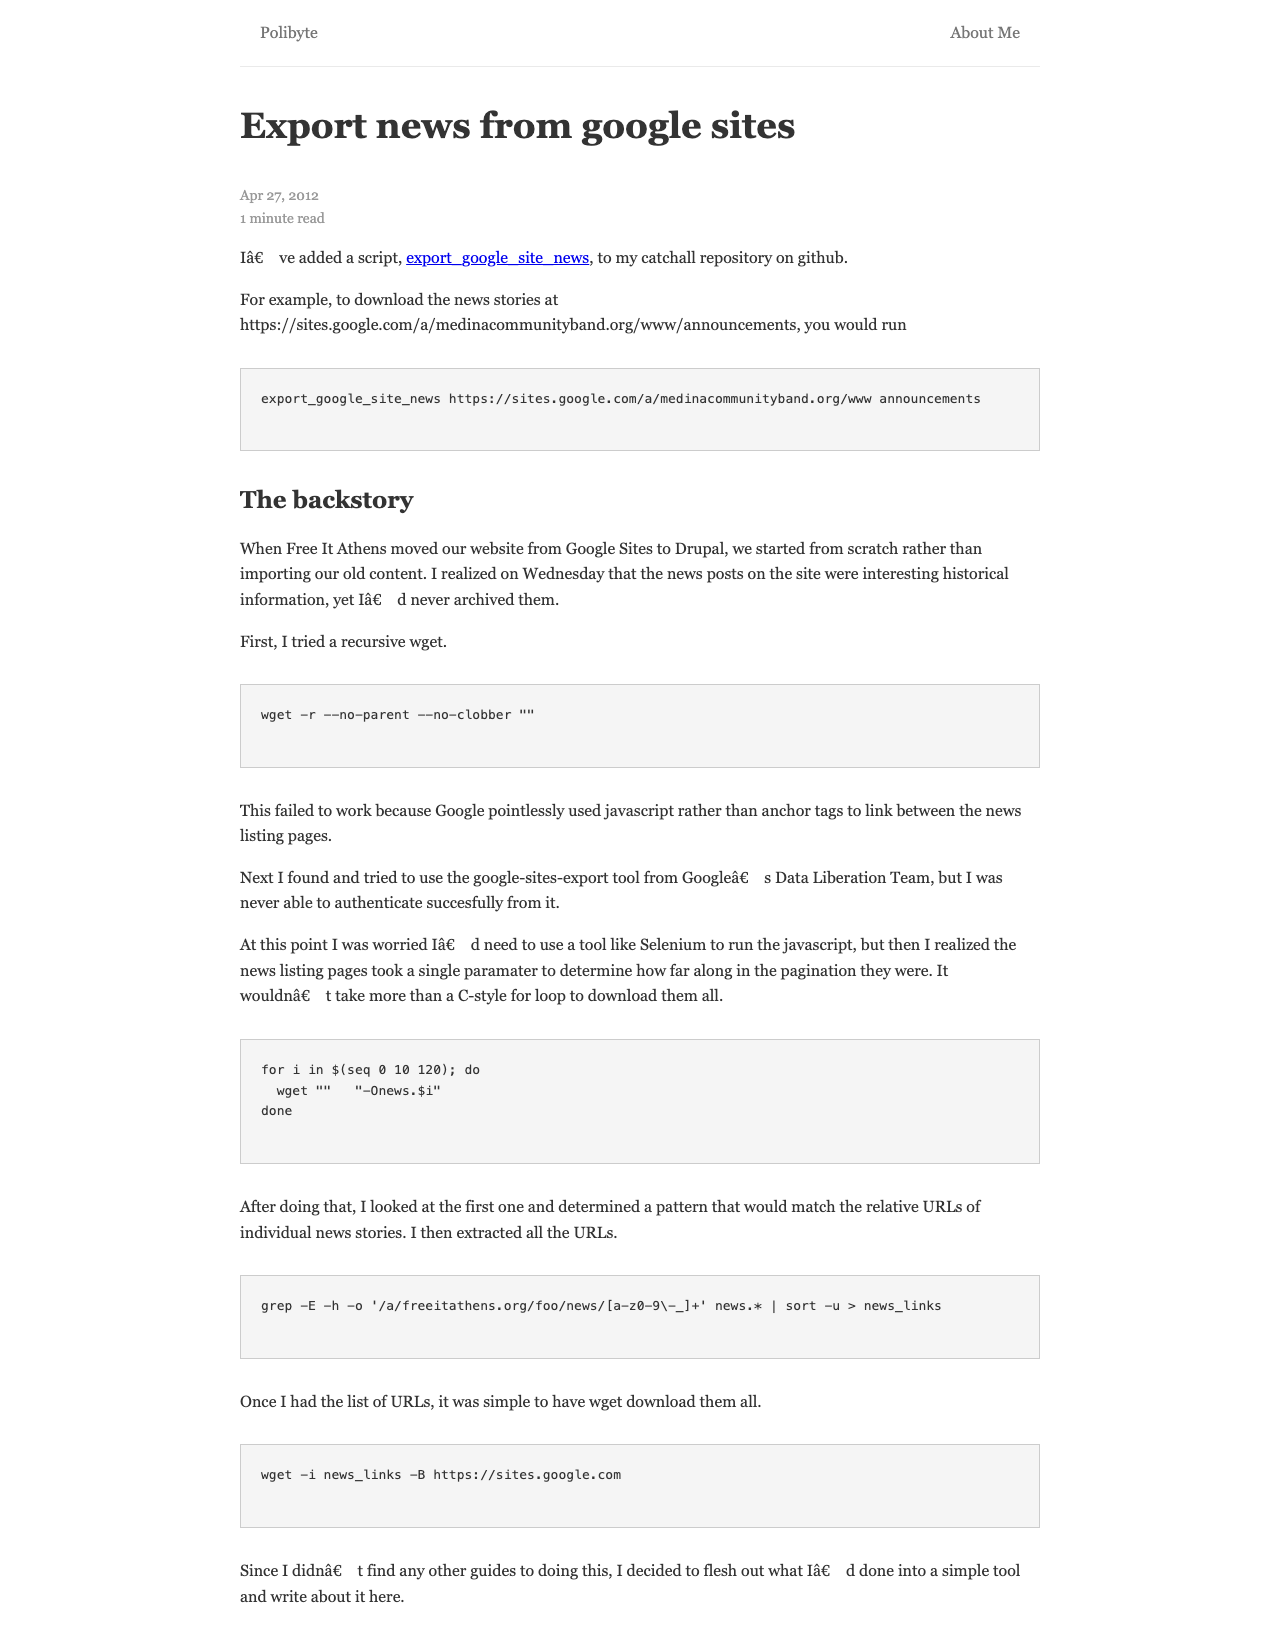 Polibyte
About Me
Export news from google sites
Apr 27, 2012
1 minute read
Iâ€ ve added a script, export_google_site_news, to my catchall repository on github.
For example, to download the news stories at
https://sites.google.com/a/medinacommunityband.org/www/announcements, you would run
export_google_site_news https://sites.google.com/a/medinacommunityband.org/www announcements
The backstory
When Free It Athens moved our website from Google Sites to Drupal, we started from scratch rather than
importing our old content. I realized on Wednesday that the news posts on the site were interesting historical
information, yet Iâ€ d never archived them.
First, I tried a recursive wget.
wget -r --no-parent --no-clobber ""
This failed to work because Google pointlessly used javascript rather than anchor tags to link between the news
listing pages.
Next I found and tried to use the google-sites-export tool from Googleâ€ s Data Liberation Team, but I was
never able to authenticate succesfully from it.
At this point I was worried Iâ€ d need to use a tool like Selenium to run the javascript, but then I realized the
news listing pages took a single paramater to determine how far along in the pagination they were. It
wouldnâ€ t take more than a C-style for loop to download them all.
for i in $(seq 0 10 120); do
  wget ""   "-Onews.$i"
done
After doing that, I looked at the first one and determined a pattern that would match the relative URLs of
individual news stories. I then extracted all the URLs.
grep -E -h -o '/a/freeitathens.org/foo/news/[a-z0-9\-_]+' news.* | sort -u > news_links
Once I had the list of URLs, it was simple to have wget download them all.
wget -i news_links -B https://sites.google.com
Since I didnâ€ t find any other guides to doing this, I decided to flesh out what Iâ€ d done into a simple tool
and write about it here.